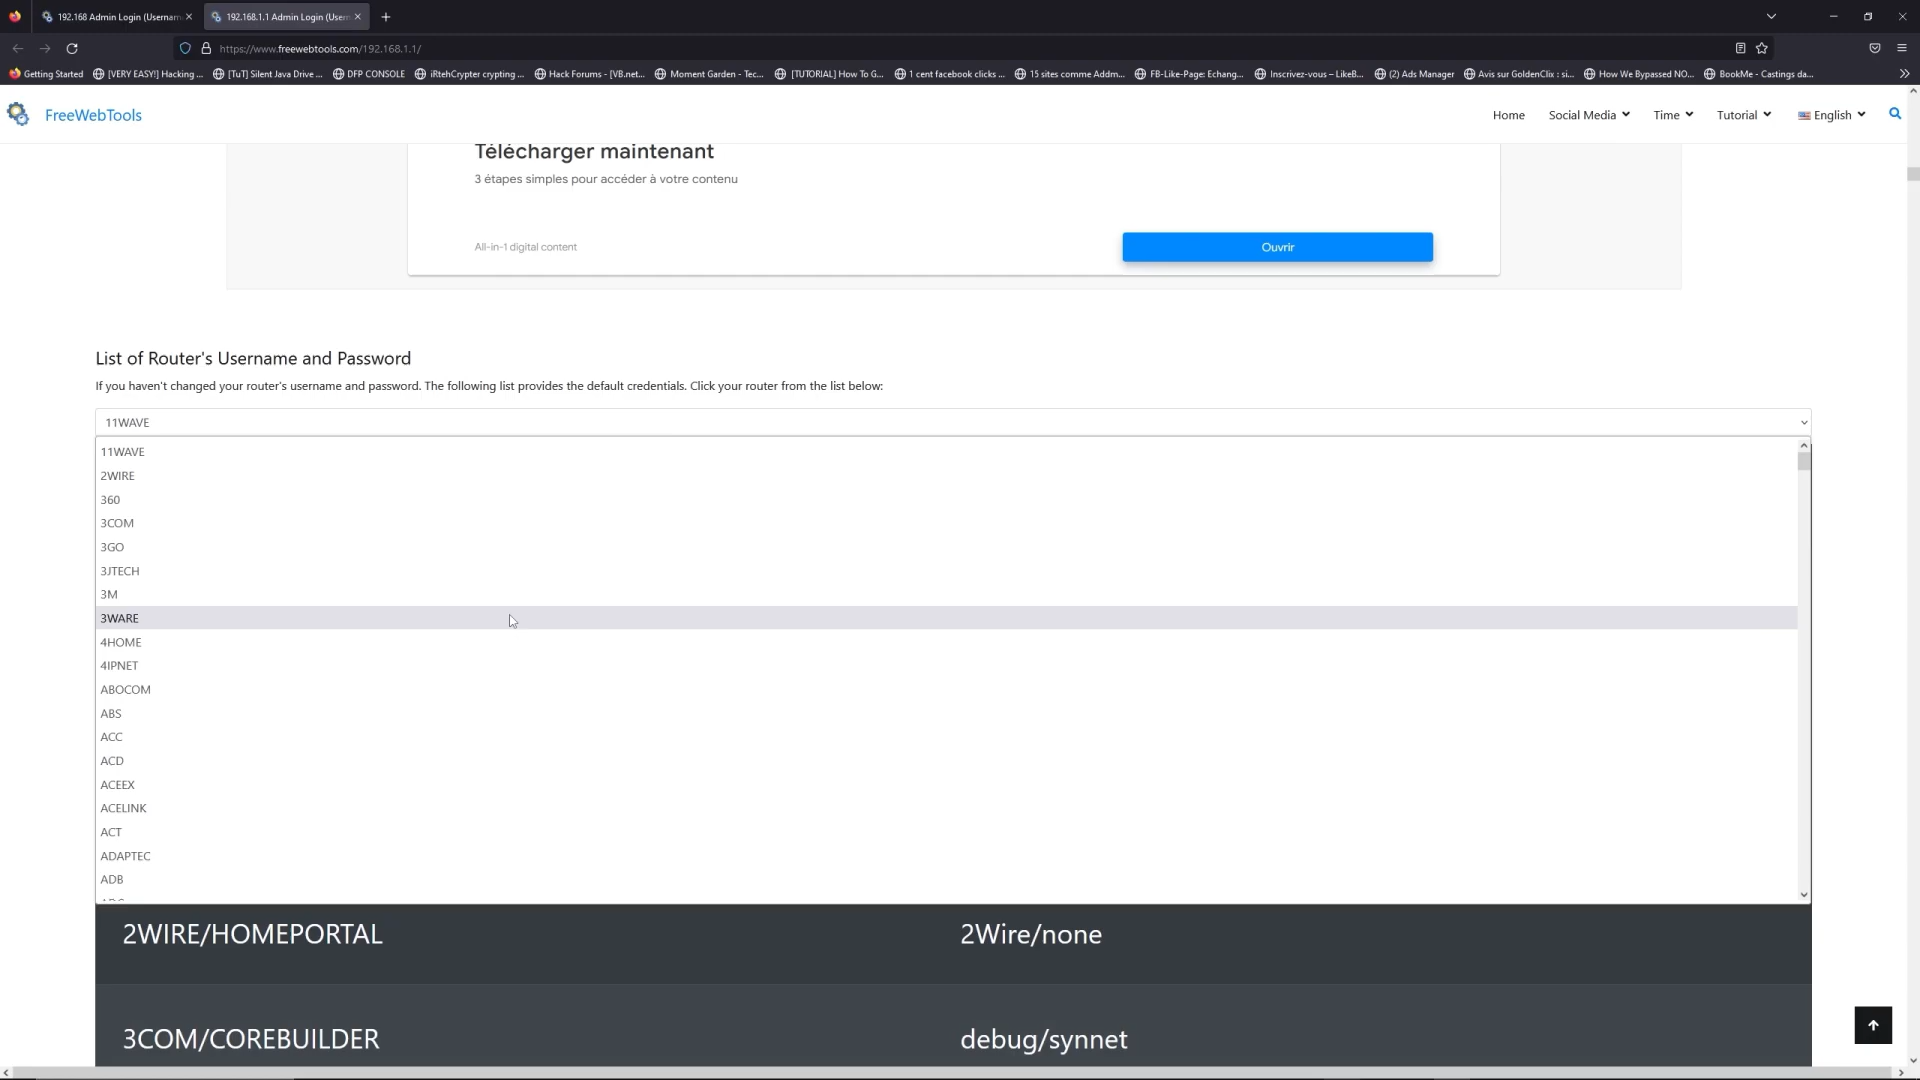 192.168 Admin Login (Usernam
192.168.1.1 Admin Login (Usern
https://www.freewebtools.com/192.168.1.1/
Getting Started
[VERY EASY!] Hacking ...
[TuT] Silent Java Drive ...
DFP CONSOLE
iRtehCrypter crypting ...
Hack Forums - [VB.net...
Moment Garden - Tec...
[TUTORIAL] How To G...
1 cent facebook clicks ...
15 sites comme Addm...
FB-Like-Page: Echang...
Inscrivez-vous – LikeB...
(2) Ads Manager
Avis sur GoldenClix : si...
How We Bypassed NO...
BookMe - Castings da...
FreeWebTools
Home
Social Media
Time
Tutorial
English
Télécharger maintenant
3 étapes simples pour accéder à votre contenu
All-in-1 digital content
Ouvrir
List of Router's Username and Password
If you haven't changed your router's username and password. The following list provides the default credentials. Click your router from the list below:
11WAVE
11WAVE
2WIRE
360
3COM
3GO
3JTECH
3M
3WARE
4HOME
4IPNET
ABOCOM
ABS
ACC
ACD
ACEEX
ACELINK
ACT
ADAPTEC
ADB
2WIRE/HOMEPORTAL
2Wire/none
3COM/COREBUILDER
debug/synnet